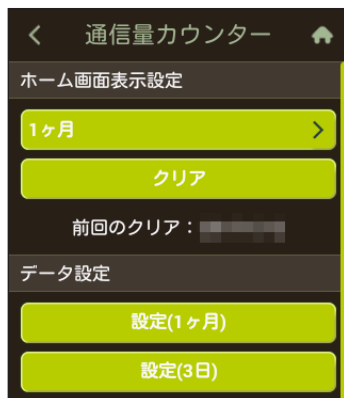 通信量カウンター
ホーム画面表示設定
1ヶ月
クリア
前回のクリア：
データ設定
設定(1ヶ月)
設定(3日)